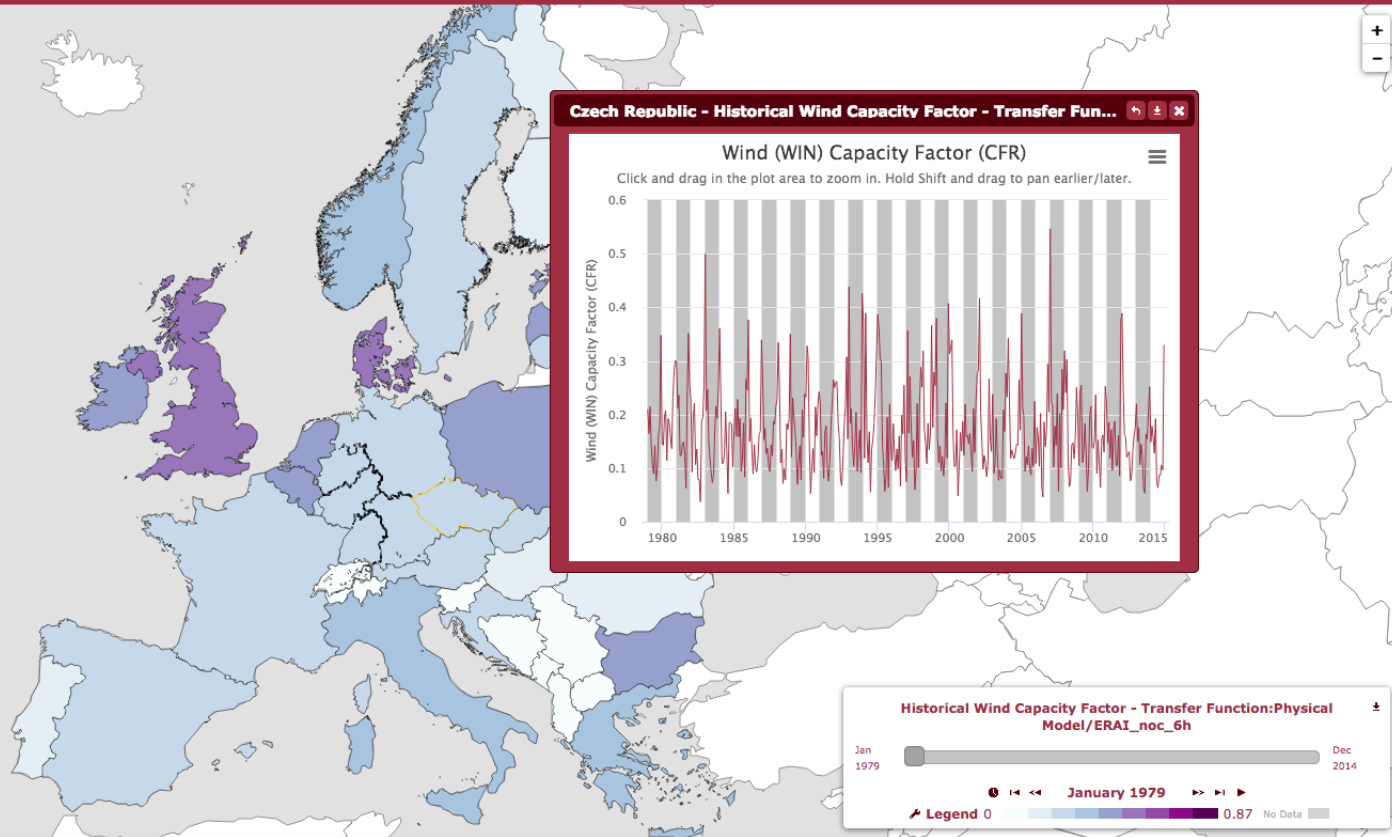 +
−
Czech Republic - Historical Wind Capacity Factor - Transfer Fun...
Wind (WIN) Capacity Factor (CFR)
Click and drag in the plot area to zoom in. Hold Shift and drag to pan earlier/later.
Wind (WIN) Capacity Factor (CFR)
0.6
0.5
0.4
0.3
0.2
0.1
0
1980 1985 1990 1995 2000 2005 2010 2015
Historical Wind Capacity Factor - Transfer Function:Physical
Model/ERAI_noc_6h
Jan
1979
Dec
2014
January 1979
Legend 0 0.87 No Data